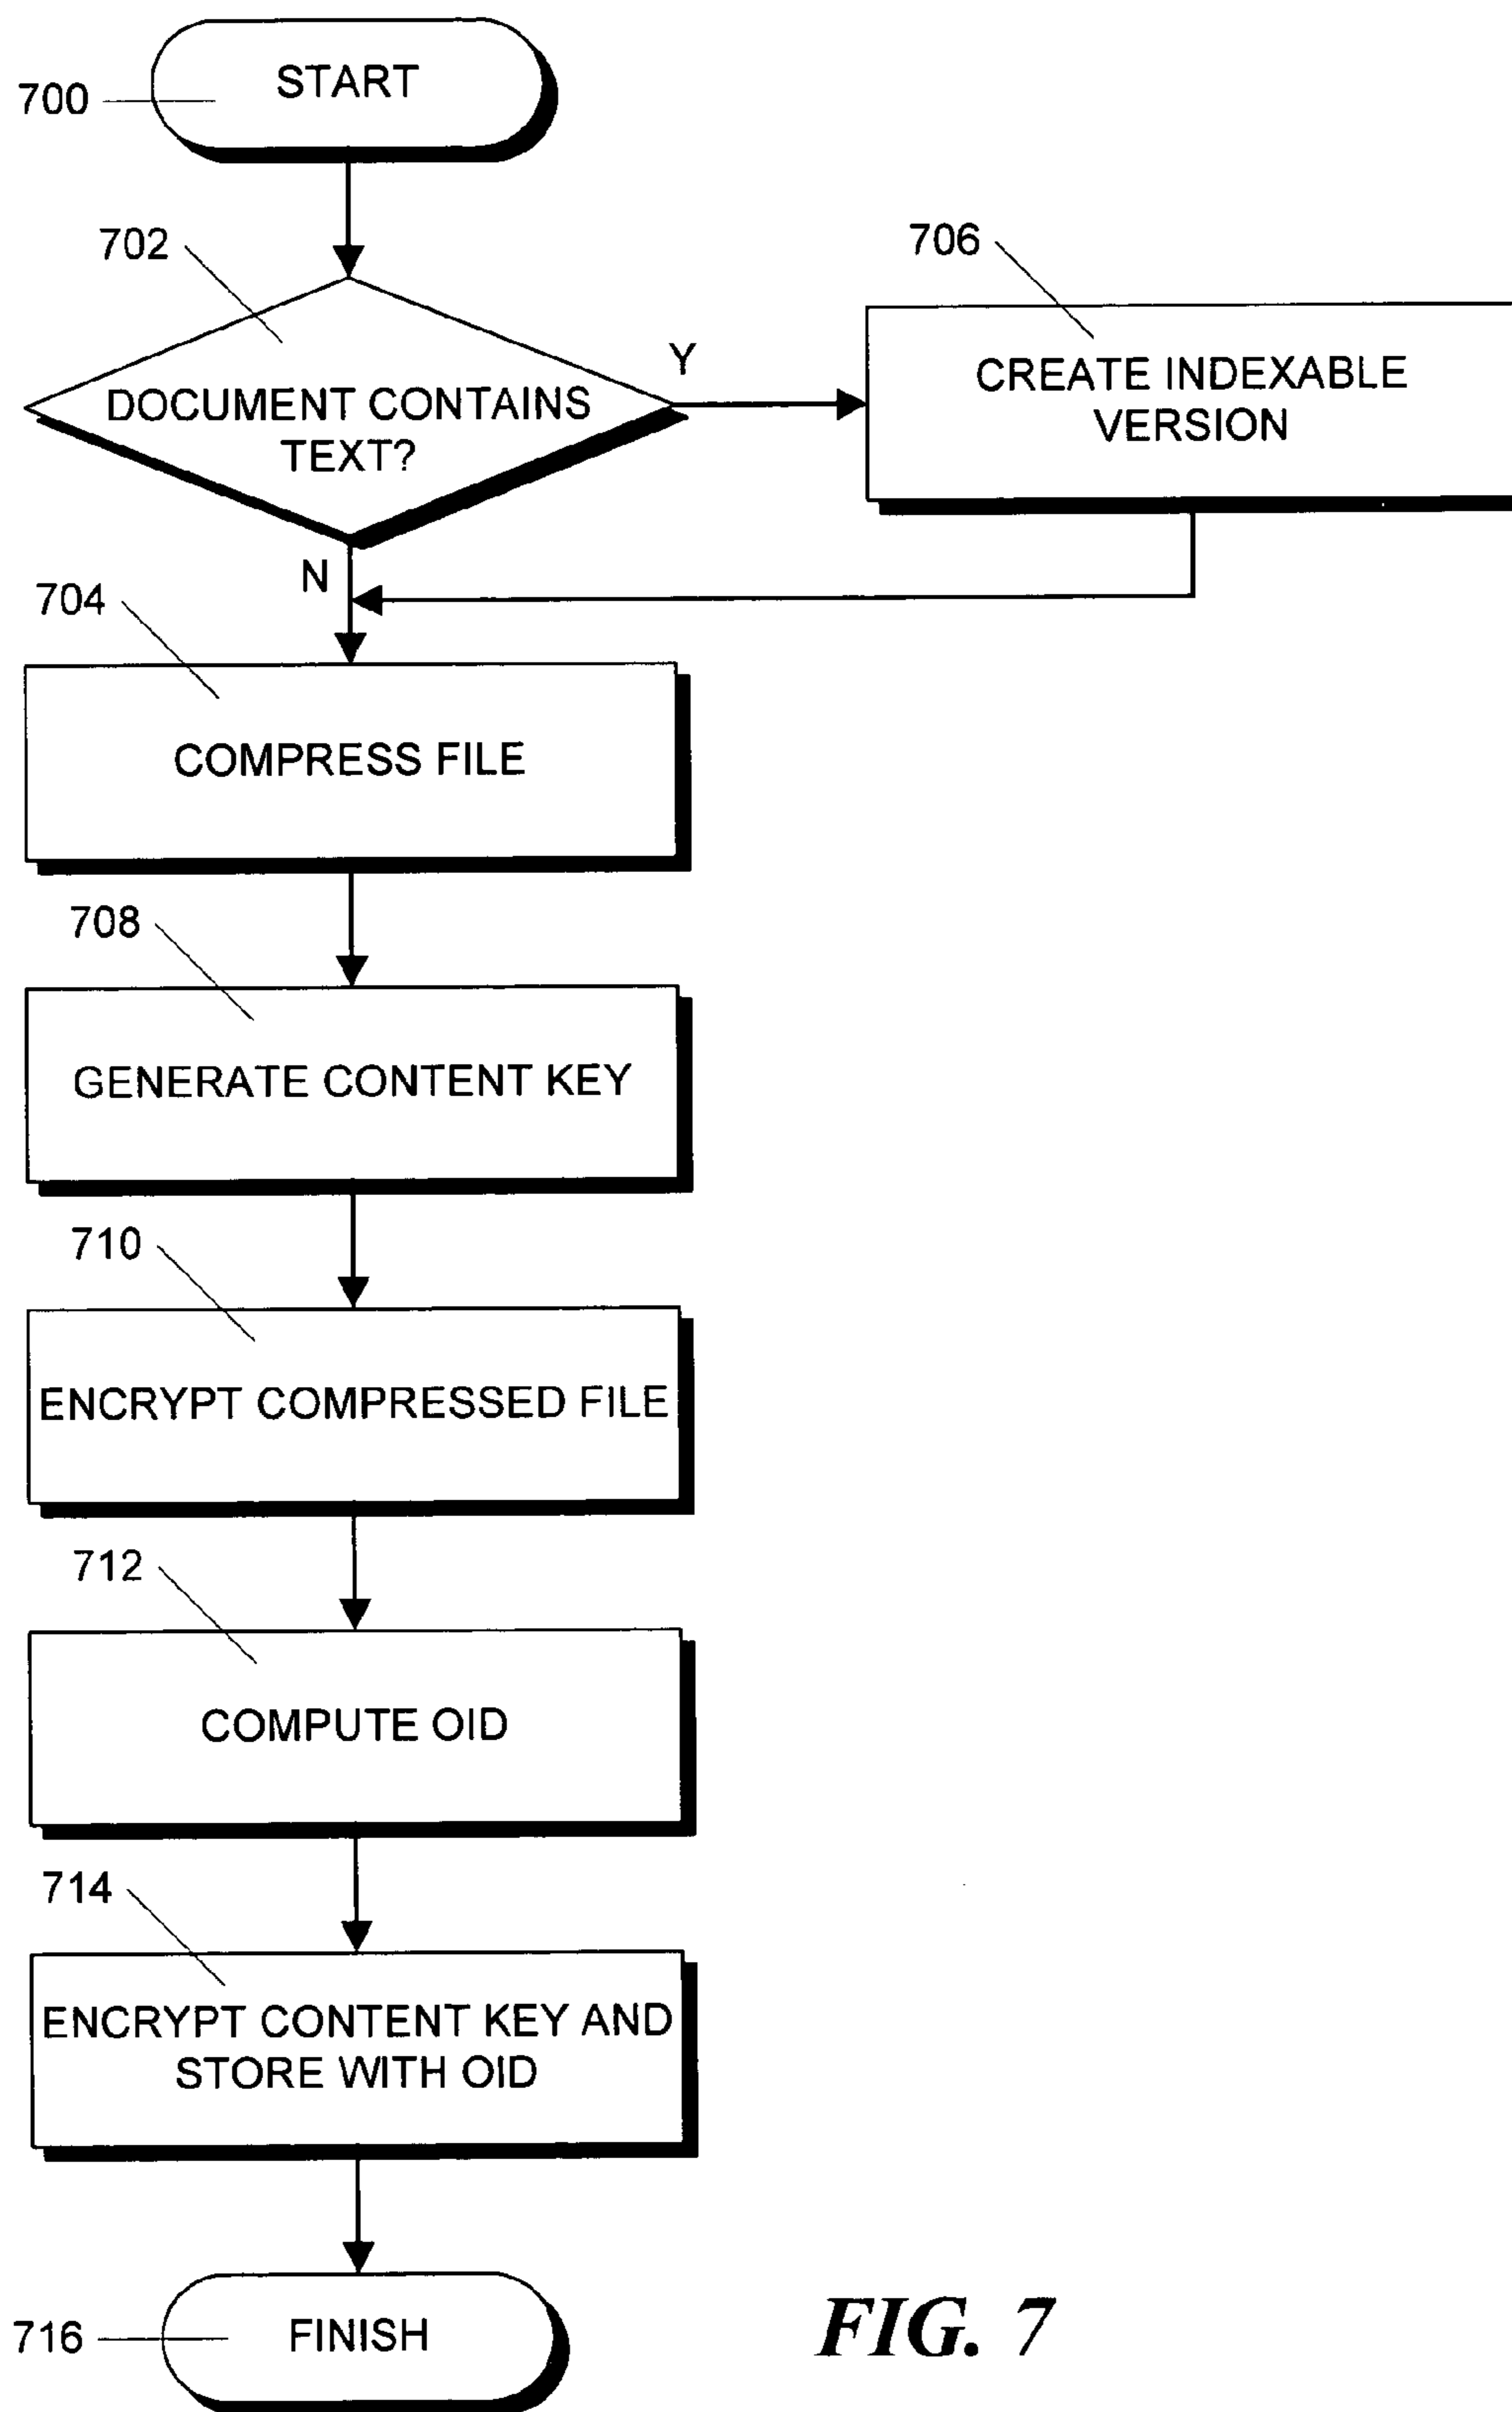 START
700
702
706
DOCUMENT CONTAINS
TEXT?
Y
CREATE INDEXABLE
VERSION
N
704
COMPRESS FILE
708
GENERATE CONTENT KEY
710
ENCRYPT COMPRESSED FILE
712
COMPUTE OID
714
ENCRYPT CONTENT KEY AND
STORE WITH OID
716
FINISH
FIG. 7